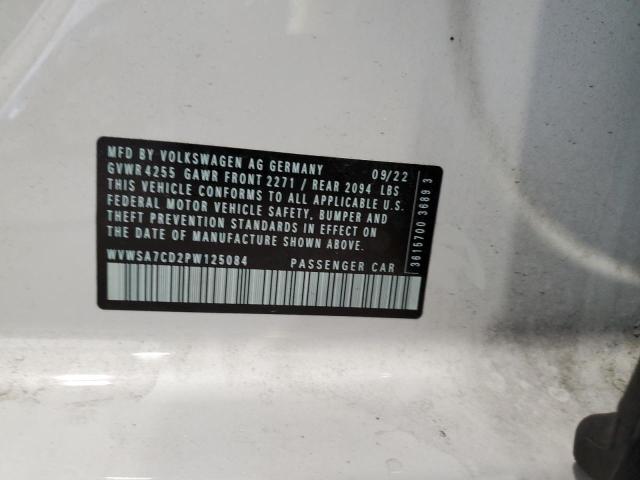 MFD BY VOLKSWAGEN AG GERMANY 09/22
GVWR 4255 GAWR FRONT 2271 / REAR 2094 LBS
THIS VEHICLE CONFORMS TO ALL APPLICABLE U.S.
FEDERAL MOTOR VEHICLE SAFETY, BUMPER AND
THEFT PREVENTION STANDARDS IN EFFECT ON
THE DATE OF MANUFACTURE SHOWN ABOVE.
WVWSA7CD2PW125084 PASSENGER CAR
3615700 3689 3